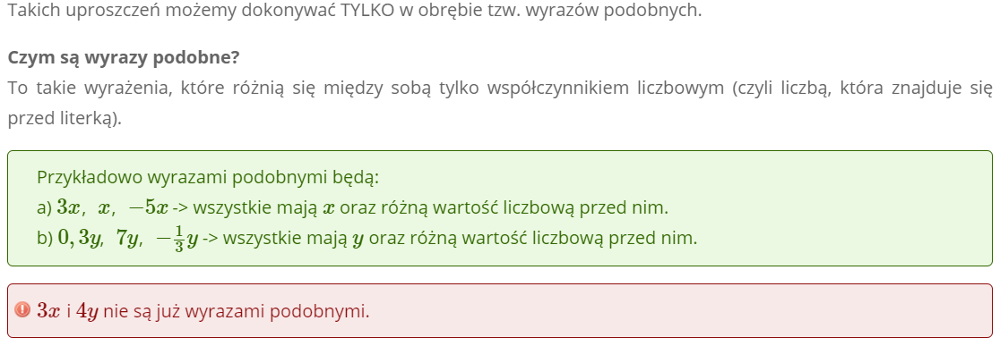 Takich uproszczeń możemy dokonywać TYLKO w obrębie tzw. wyrazów podobnych.
Czym są wyrazy podobne?
To takie wyrażenia, które różnią się między sobą tylko współczynnikiem liczbowym (czyli liczbą, która znajduje się
przed literką).
Przykładowo wyrazami podobnymi będą:
a) 3x, x, −5x -> wszystkie mają x oraz różną wartość liczbową przed nim.
b) 0,3y, 7y, −1/3y -> wszystkie mają y oraz różną wartość liczbową przed nim.
3x i 4y nie są już wyrazami podobnymi.